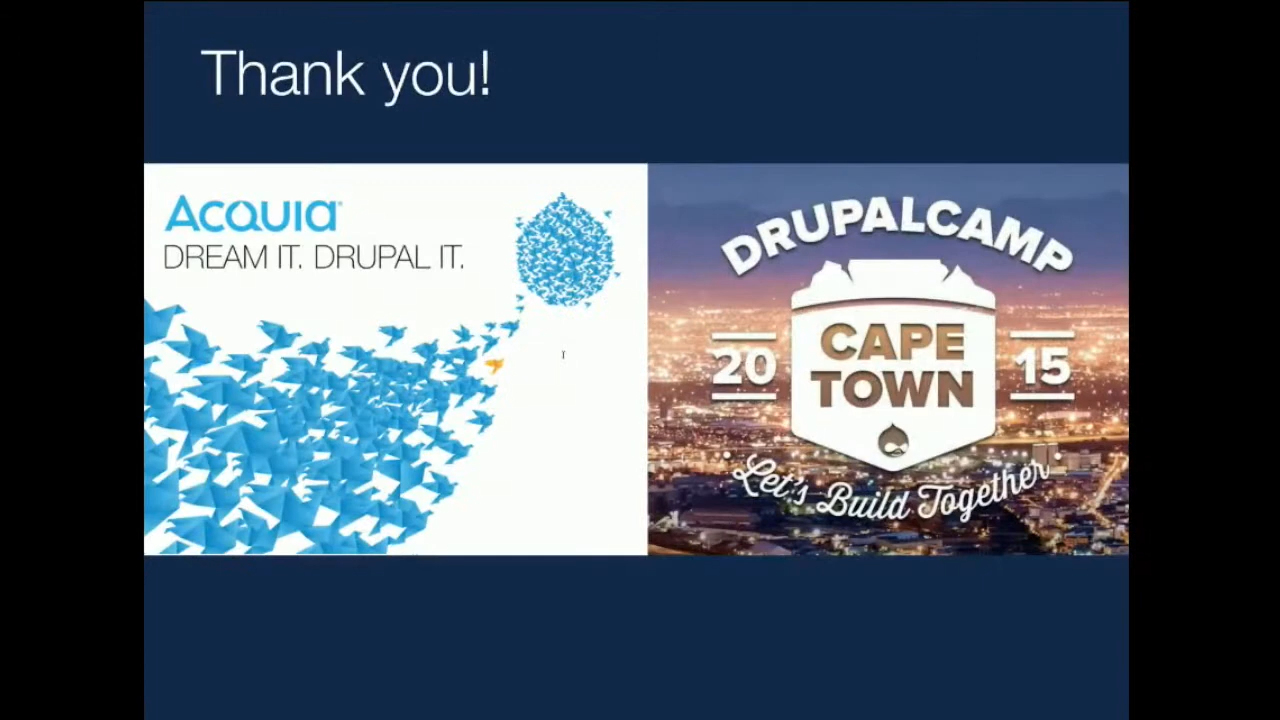 Thank you!
ACQUIA®
DREAM IT. DRUPAL IT.
DRUPALCAMP
CAPE
TOWN
20 15
Let's Build Together